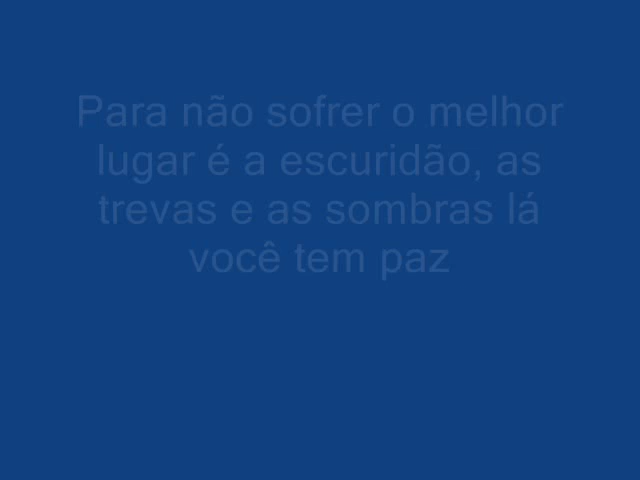 Para não sofrer o melhor
lugar é a escuridão, as
trevas e as sombras lá
você tem paz